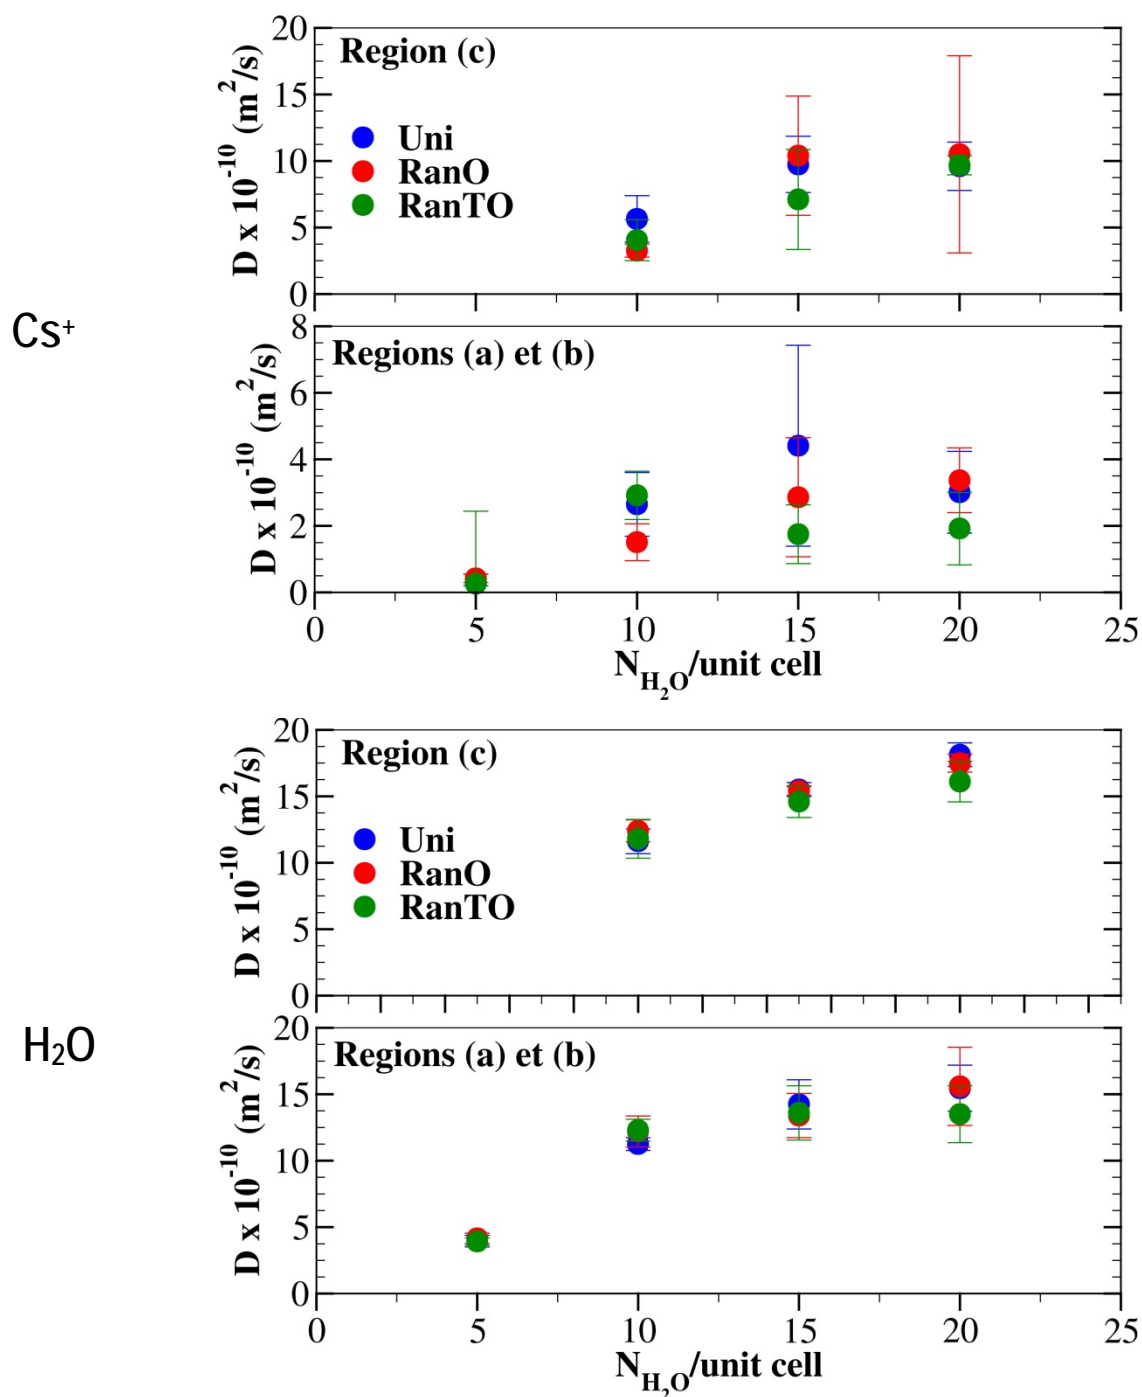 Cs⁺
D x 10⁻¹⁰ (m²/s)
20
15
10
5
0
Region (c)
Uni
RanO
RanTO
D x 10⁻¹⁰ (m²/s)
8
6
4
2
0
Regions (a) et (b)
0 5 10 15 20 25
N_H₂O/unit cell
H₂O
D x 10⁻¹⁰ (m²/s)
20
15
10
5
0
Region (c)
Uni
RanO
RanTO
D x 10⁻¹⁰ (m²/s)
20
15
10
5
0
Regions (a) et (b)
0 5 10 15 20 25
N_H₂O/unit cell